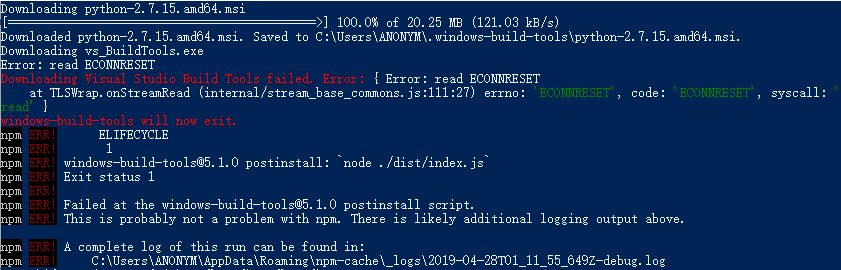 Downloading python-2.7.15.amd64.msi
[============================================>] 100.0% of 20.25 MB (121.03 kB/s)
Downloaded python-2.7.15.amd64.msi. Saved to C:\Users\ANONYM\.windows-build-tools\python-2.7.15.amd64.msi.
Downloading vs_BuildTools.exe
Error: read ECONNRESET
Downloading Visual Studio Build Tools failed. Error: { Error: read ECONNRESET
    at TLSWrap.onStreamRead (internal/stream_base_commons.js:111:27) errno: 'ECONNRESET', code: 'ECONNRESET', syscall: '
read' }
windows-build-tools will now exit.
npm ERR! ELIFECYCLE
npm ERR! 1
npm ERR! windows-build-tools@5.1.0 postinstall: `node ./dist/index.js`
npm ERR! Exit status 1
npm ERR!
npm ERR! Failed at the windows-build-tools@5.1.0 postinstall script.
npm ERR! This is probably not a problem with npm. There is likely additional logging output above.
npm ERR! A complete log of this run can be found in:
npm ERR!     C:\Users\ANONYM\AppData\Roaming\npm-cache\_logs\2019-04-28T01_11_55_649Z-debug.log